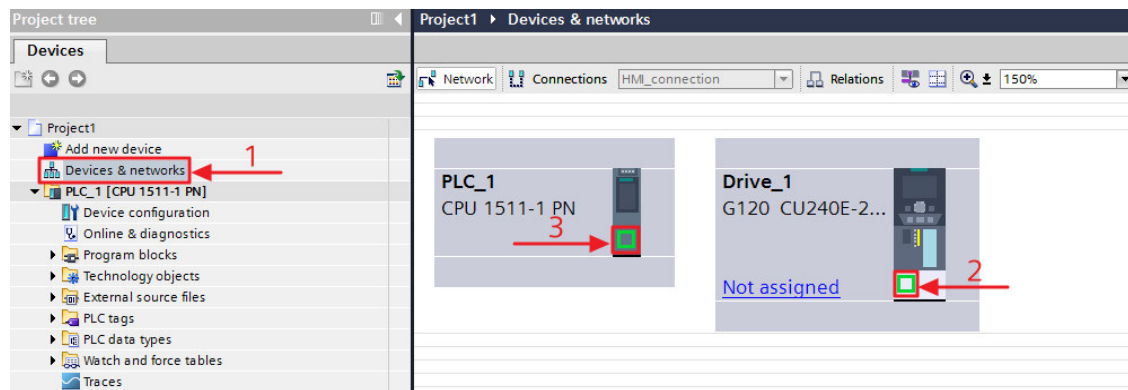 Project tree
Devices
Project1
Add new device
Devices & networks
1
PLC_1 [CPU 1511-1 PN]
Device configuration
Online & diagnostics
Program blocks
Technology objects
External source files
PLC tags
PLC data types
Watch and force tables
Traces
Project1 Devices & networks
Network Connections HMI_connection Relations 150%
PLC_1
CPU 1511-1 PN
3
Drive_1
G120 CU240E-2...
Not assigned
2